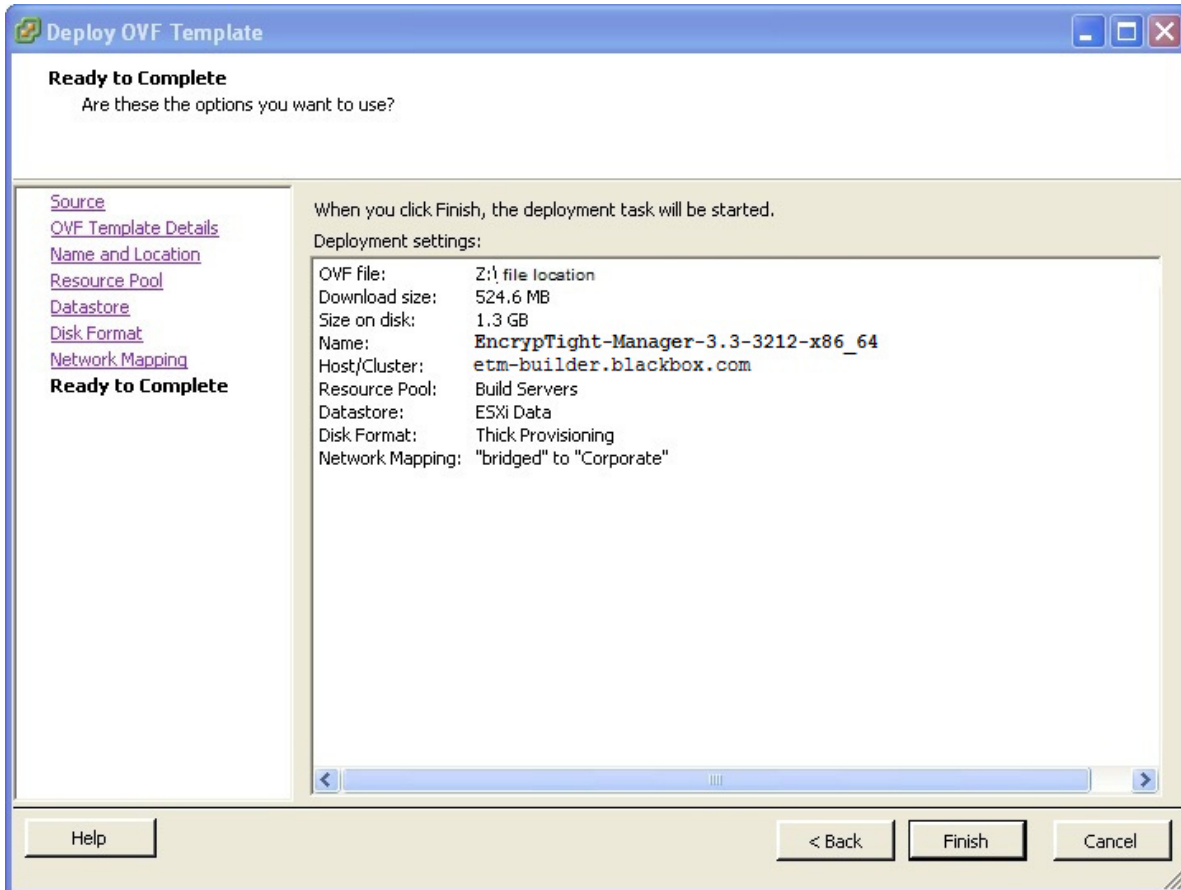 Deploy OVF Template
Ready to Complete
Are these the options you want to use?
Source
OVF Template Details
Name and Location
Resource Pool
Datastore
Disk Format
Network Mapping
Ready to Complete
When you click Finish, the deployment task will be started.
Deployment settings:
OVF file: Z:\ file location
Download size: 524.6 MB
Size on disk: 1.3 GB
Name: EncrypTight-Manager-3.3-3212-x86_64
Host/Cluster: etm-builder.blackbox.com
Resource Pool: Build Servers
Datastore: ESXi Data
Disk Format: Thick Provisioning
Network Mapping: "bridged" to "Corporate"
Help < Back Finish Cancel